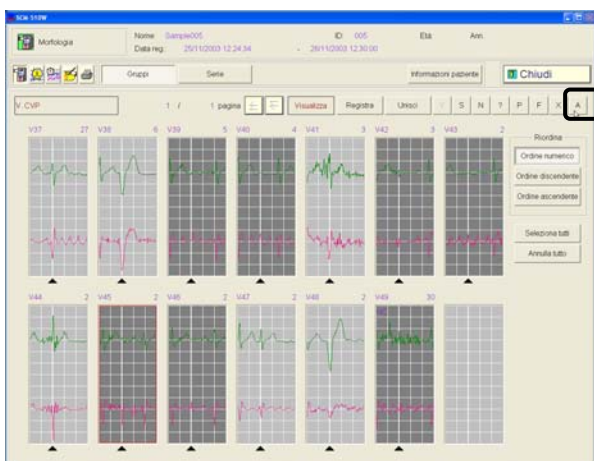 SCM-510W
Morfologia
Nome: Sample005 ID: 005 Età: Ann.
Data reg.: 25/11/2003 12.24.34 - 26/11/2003 12.30.00
Gruppi Serie Informazioni paziente Chiudi
V. CVP 1 / 1 pagina Visualizza Registra Unisci S N ? P F X A
V37 27 V38 6 V39 5 V40 4 V41 3 V42 3 V43 2
Riordina
Ordine numerico
Ordine discendente
Ordine ascendente
Seleziona tutti
Annulla tutto
V44 2 V45 2 V46 2 V47 2 V48 2 V49 30